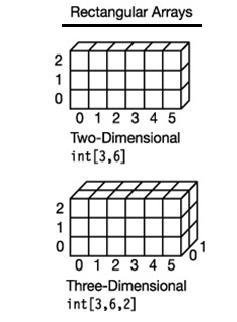 Rectangular Arrays
2
1
0
0 1 2 3 4 5
Two-Dimensional
int[3,6]
2
1
0
1
0
0 1 2 3 4 5
Three-Dimensional
int[3,6,2]